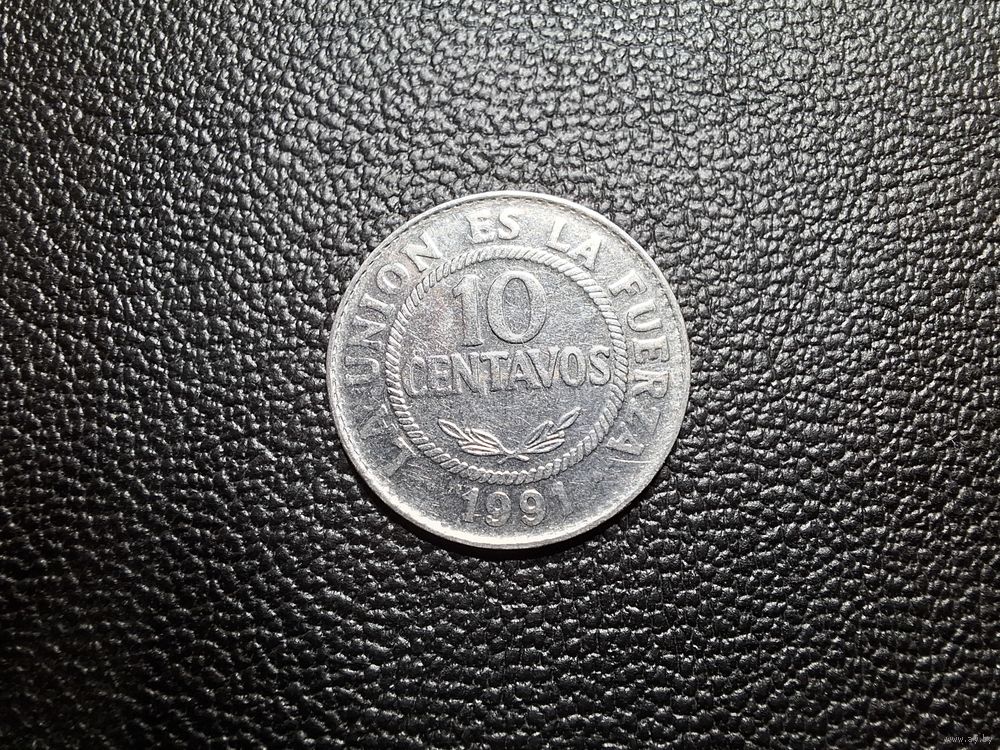 LA UNION ES LA FUERZA
10
CENTAVOS
1991